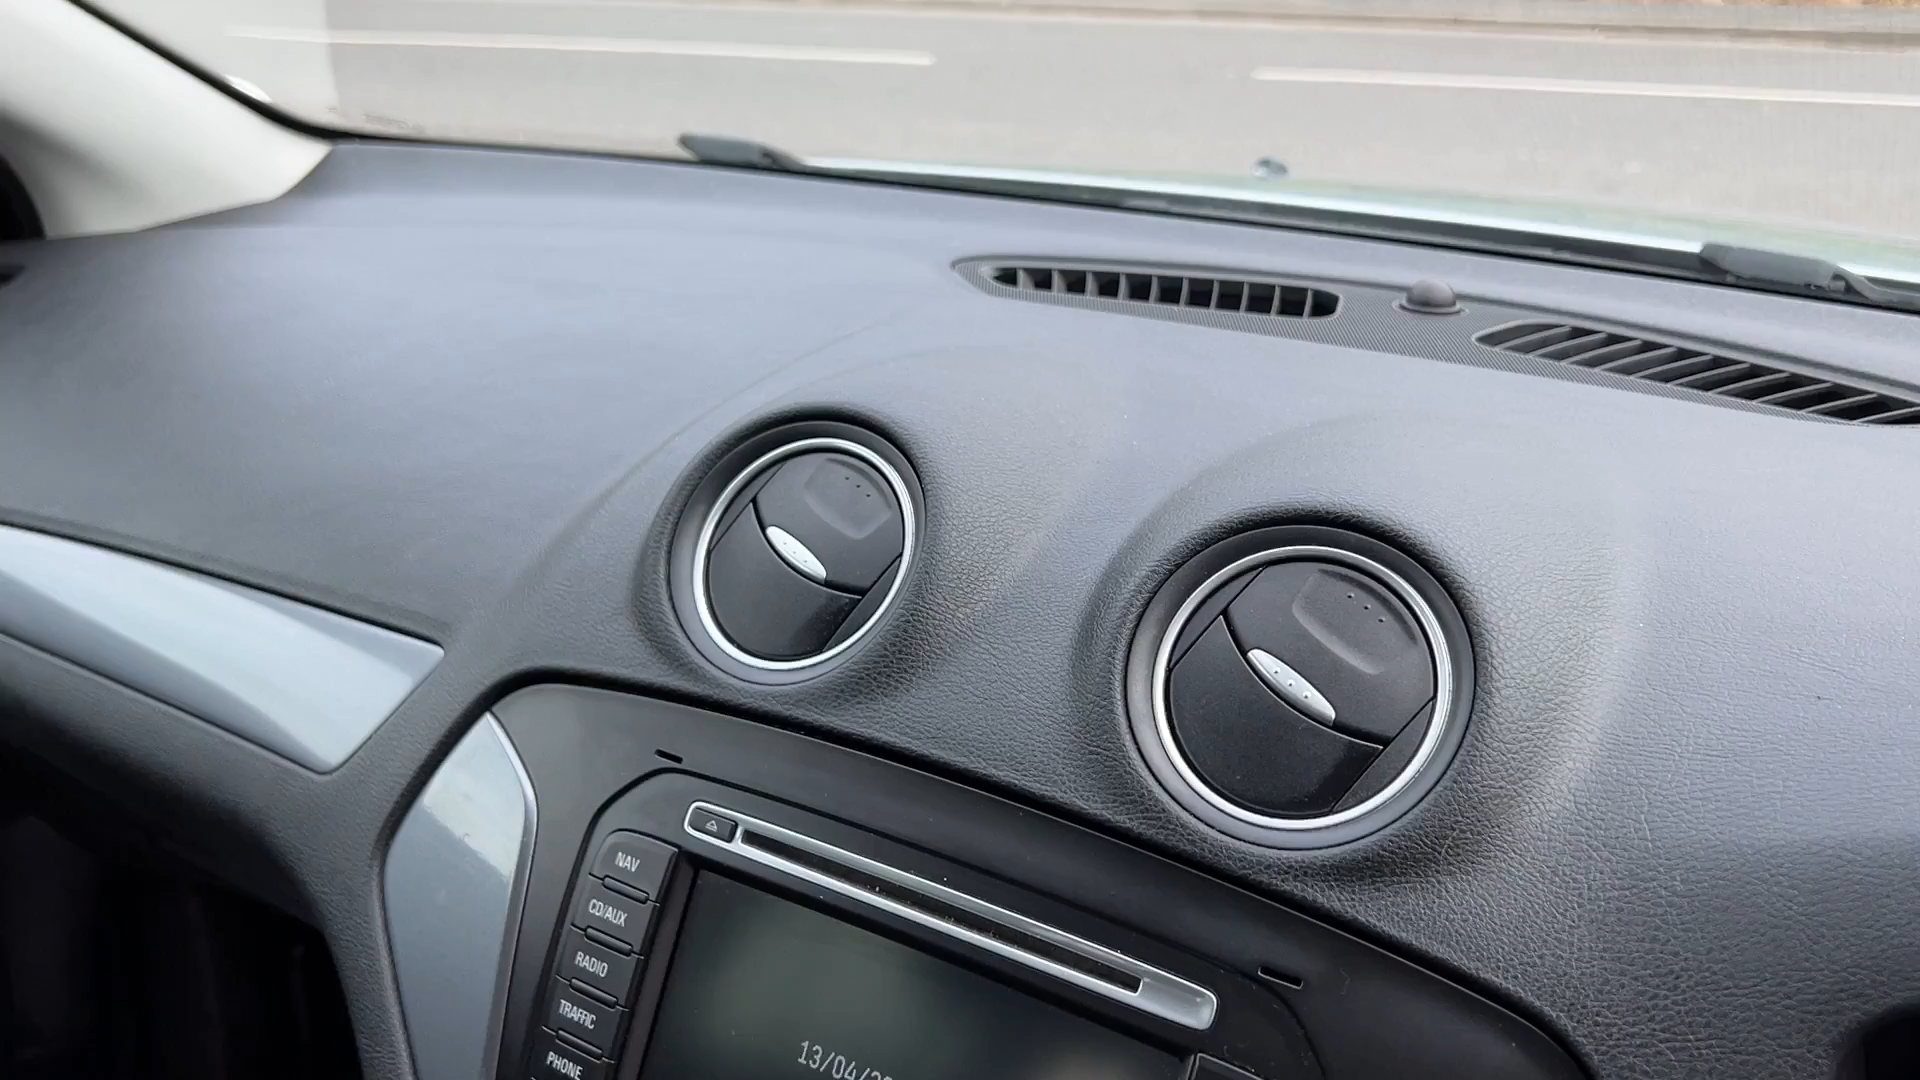 NAV
CD/AUX
RADIO
TRAFFIC
PHONE
13/04/